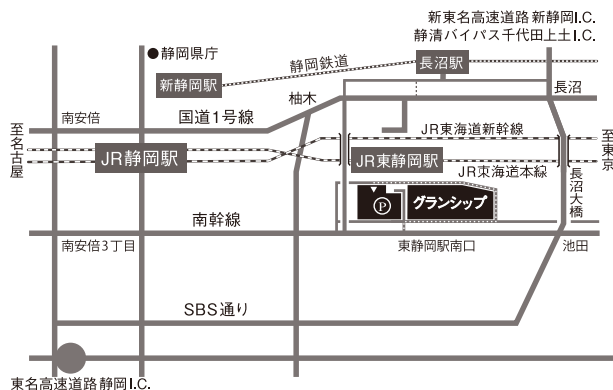 新東名高速道路 新静岡I.C.
静清バイパス千代田上土I.C.
●静岡県庁
静岡鉄道
長沼駅
新静岡駅
柚木
長沼
南安倍
国道1号線
JR東海道新幹線
至名古屋
JR静岡駅
JR東静岡駅
至東京
JR東海道本線
長沼大橋
P
グランシップ
南幹線
南安倍3丁目
東静岡駅南口
池田
SBS通り
東名高速道路 静岡I.C.